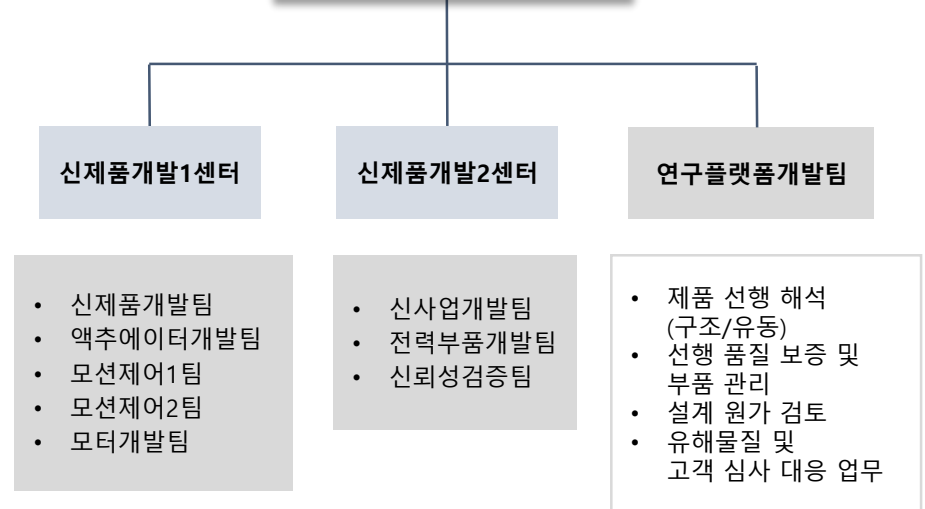 신제품개발1센터
신제품개발2센터
연구플랫폼개발팀
• 신제품개발팀
• 액추에이터개발팀
• 모션제어1팀
• 모션제어2팀
• 모터개발팀
• 신사업개발팀
• 전력부품개발팀
• 신뢰성검증팀
• 제품 선행 해석
(구조/유동)
• 선행 품질 보증 및
부품 관리
• 설계 원가 검토
• 유해물질 및
고객 심사 대응 업무